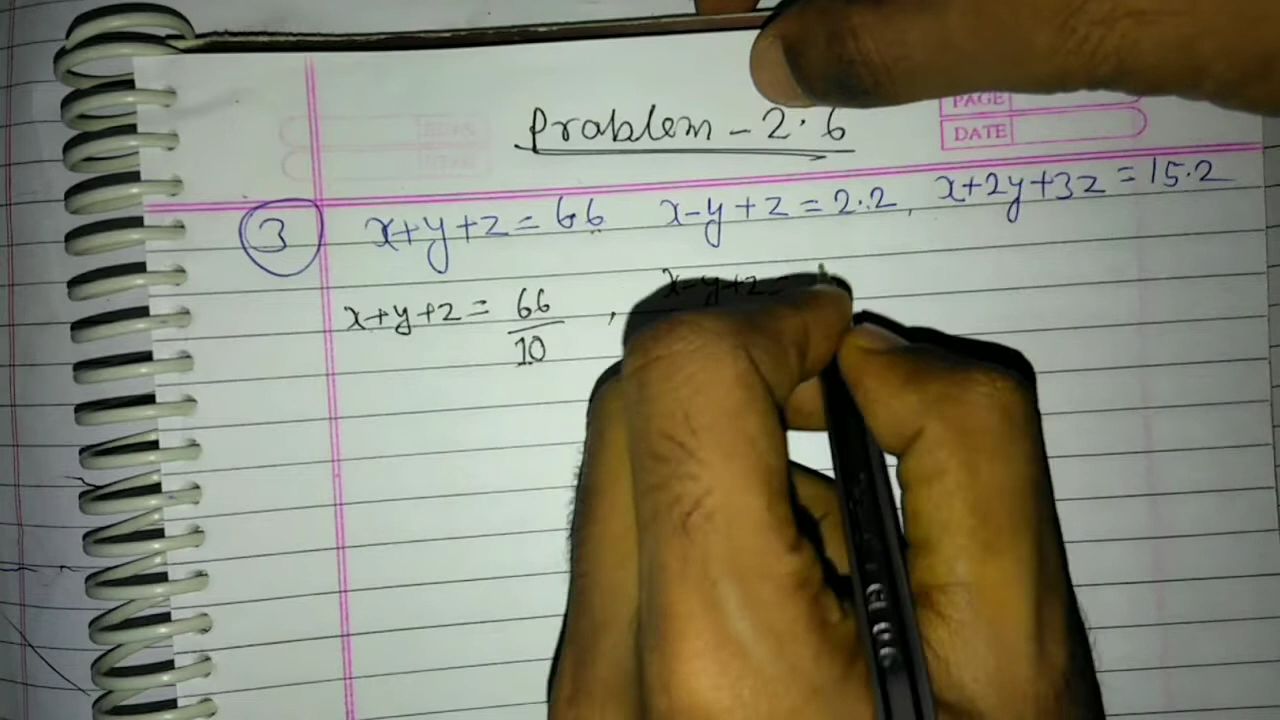 PAGE
Problem - 2.6
DATE
3 x+y+z = 6.6 x-y+z = 2.2, x+2y+3z = 15.2
x+y+z = 66/10 , x-y+z =